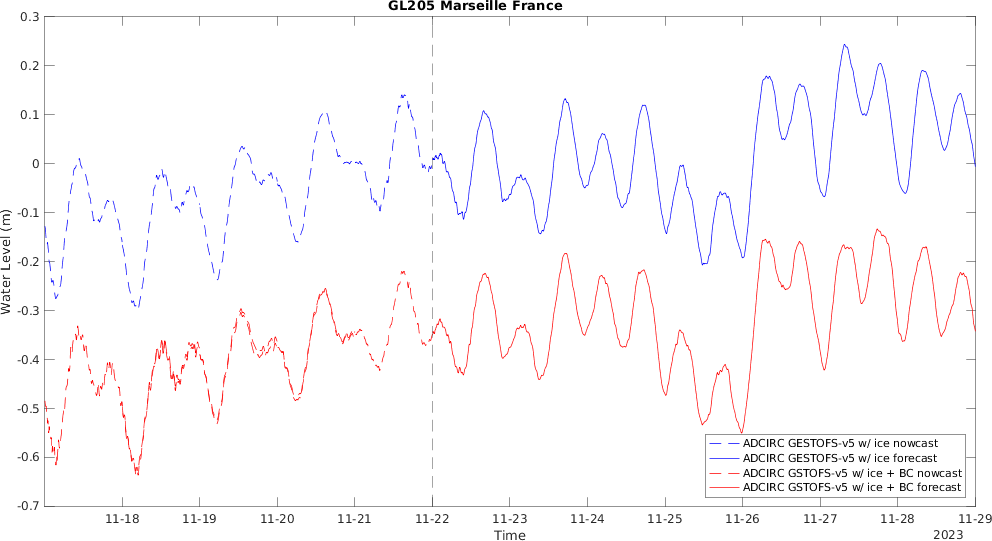 GL205 Marseille France
0.3
0.2
0.1
0
-0.1
-0.2
-0.3
-0.4
-0.5
-0.6
-0.7
Water Level (m)
ADCIRC GESTOFS-v5 w/ ice nowcast
ADCIRC GESTOFS-v5 w/ ice forecast
ADCIRC GSTOFS-v5 w/ ice + BC nowcast
ADCIRC GSTOFS-v5 w/ ice + BC forecast
11-18 11-19 11-20 11-21 11-22 11-23 11-24 11-25 11-26 11-27 11-28 11-29
Time 2023